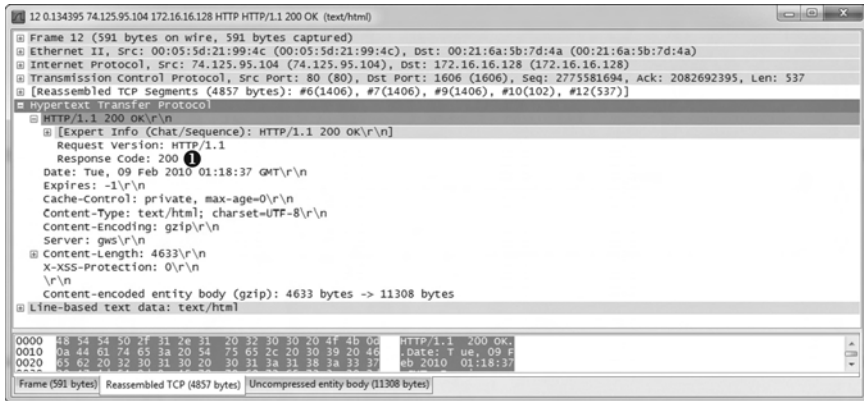 12 0.134395 74.125.95.104 172.16.16.128 HTTP HTTP/1.1 200 OK (text/html)
Frame 12 (591 bytes on wire, 591 bytes captured)
Ethernet II, Src: 00:05:5d:21:99:4c (00:05:5d:21:99:4c), Dst: 00:21:6a:5b:7d:4a (00:21:6a:5b:7d:4a)
Internet Protocol, Src: 74.125.95.104 (74.125.95.104), Dst: 172.16.16.128 (172.16.16.128)
Transmission Control Protocol, Src Port: 80 (80), Dst Port: 1606 (1606), Seq: 2775581694, Ack: 2082692395, Len: 537
[Reassembled TCP Segments (4857 bytes): #6(1406), #7(1406), #9(1406), #10(102), #12(537)]
Hypertext Transfer Protocol
HTTP/1.1 200 OK\r\n
[Expert Info (Chat/Sequence): HTTP/1.1 200 OK\r\n]
Request Version: HTTP/1.1
Response Code: 200 ❶
Date: Tue, 09 Feb 2010 01:18:37 GMT\r\n
Expires: -1\r\n
Cache-Control: private, max-age=0\r\n
Content-Type: text/html; charset=UTF-8\r\n
Content-Encoding: gzip\r\n
Server: gws\r\n
Content-Length: 4633\r\n
X-XSS-Protection: 0\r\n
\r\n
Content-encoded entity body (gzip): 4633 bytes -> 11308 bytes
Line-based text data: text/html
0000 48 54 54 50 2f 31 2e 31 20 32 30 30 20 4f 4b 0d HTTP/1.1 200 OK.
0010 0a 44 61 74 65 3a 20 54 75 65 2c 20 30 39 20 46 .Date: T ue, 09 F
0020 65 62 20 32 30 31 30 20 30 31 3a 31 38 3a 33 37 eb 2010 01:18:37
Frame (591 bytes) Reassembled TCP (4857 bytes) Uncompressed entity body (11308 bytes)